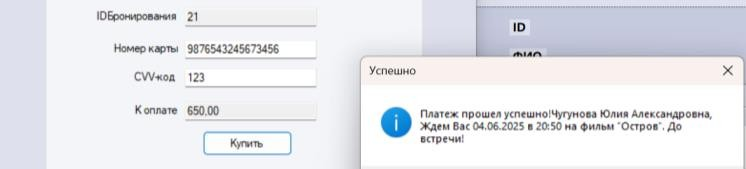 IDБронирования 21
Номер карты 9876543245673456
CVV-код 123
К оплате 650,00
Купить
ID
ФИО
Успешно
Платеж прошел успешно!Чугунова Юлия Александровна,
Ждем Вас 04.06.2025 в 20:50 на фильм "Остров". До
встречи!